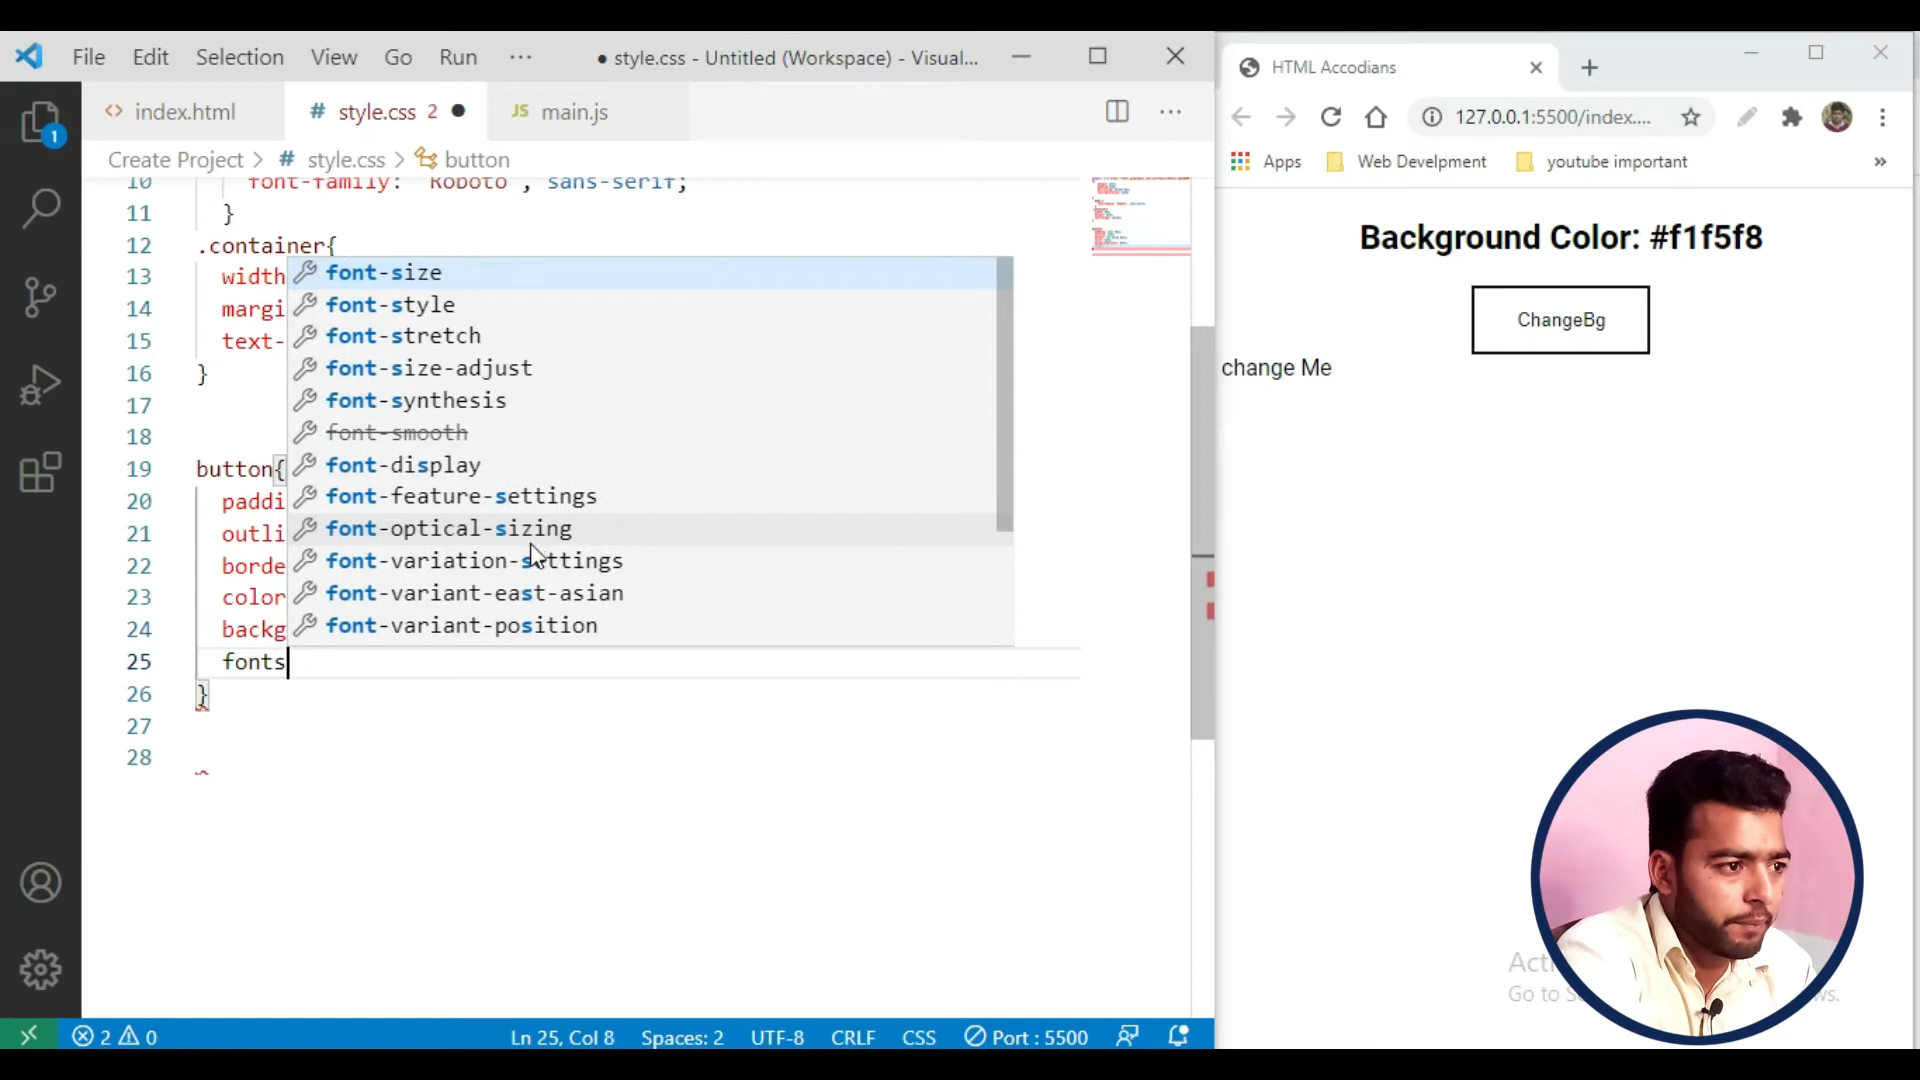 File Edit Selection View Go Run ··· ● style.css - Untitled (Workspace) - Visual...
<> index.html # style.css 2 ● JS main.js ···
Create Project > # style.css > button
1
10 font-family: 'Roboto', sans-serif;
11 }
12 .container{
13 width
14 margi
15 text-
16 }
17
18
19 button{
20 paddi
21 outli
22 borde
23 color
24 backg
25 fonts
26 }
27
28
font-size
font-style
font-stretch
font-size-adjust
font-synthesis
font-smooth
font-display
font-feature-settings
font-optical-sizing
font-variation-settings
font-variant-east-asian
font-variant-position
2 0 Ln 25, Col 8 Spaces: 2 UTF-8 CRLF CSS Port : 5500
HTML Accodians
127.0.0.1:5500/index....
Apps Web Develpment youtube important »
Background Color: #f1f5f8
ChangeBg
change Me
Go to